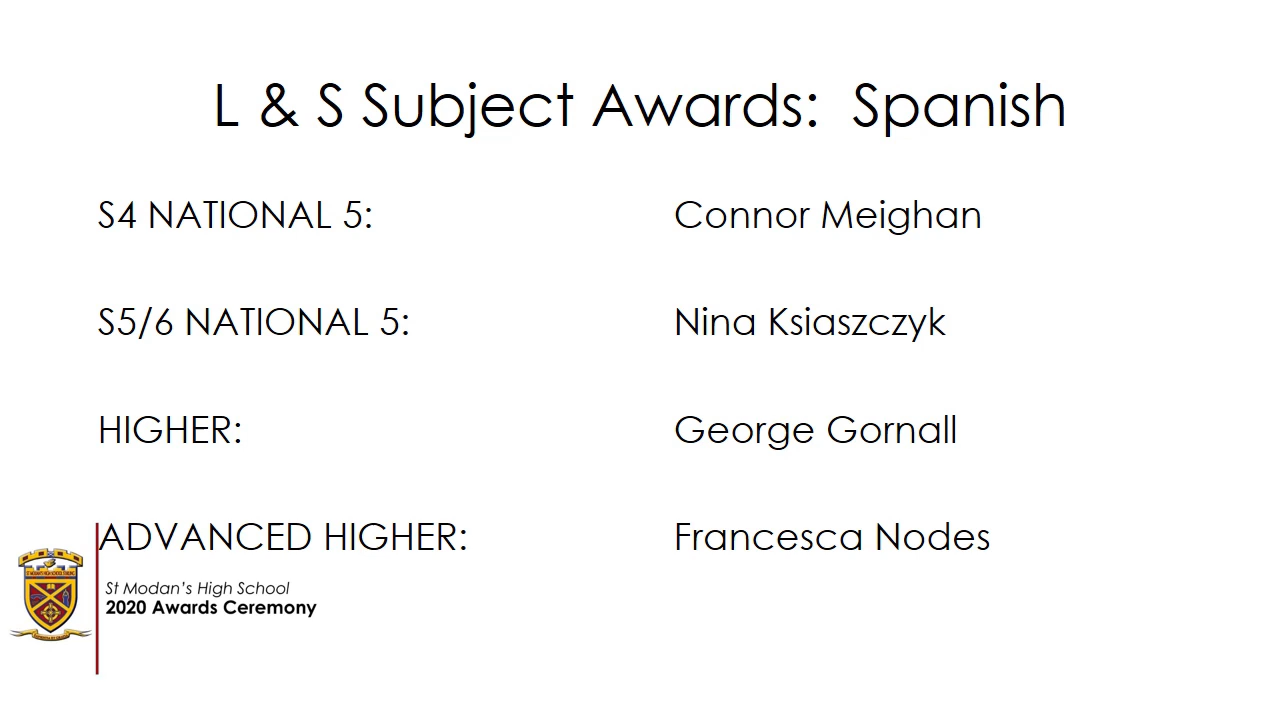 L & S Subject Awards: Spanish
S4 NATIONAL 5: Connor Meighan
S5/6 NATIONAL 5: Nina Ksiaszczyk
HIGHER: George Gornall
ADVANCED HIGHER: Francesca Nodes
St Modan's High School
2020 Awards Ceremony